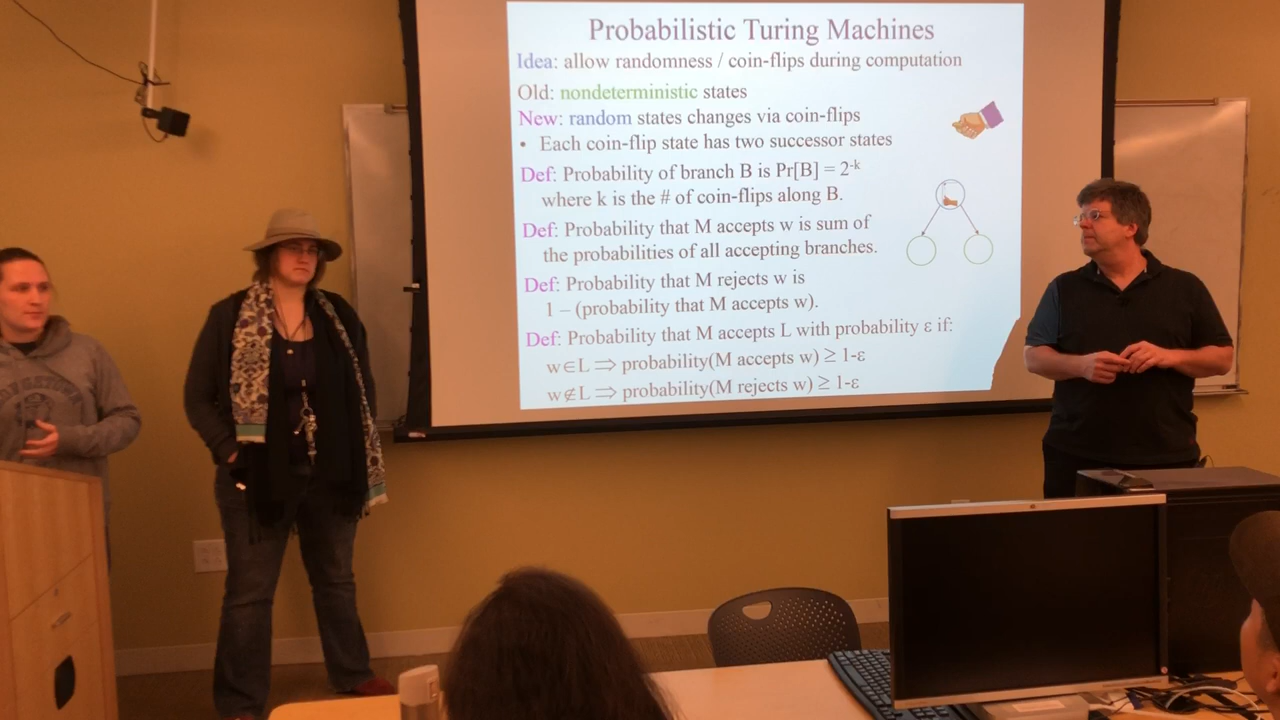 Probabilistic Turing Machines
Idea: allow randomness / coin-flips during computation
Old: nondeterministic states
New: random states changes via coin-flips
• Each coin-flip state has two successor states
Def: Probability of branch B is Pr[B] = 2^-k
where k is the # of coin-flips along B.
Def: Probability that M accepts w is sum of
the probabilities of all accepting branches.
Def: Probability that M rejects w is
1 – (probability that M accepts w).
Def: Probability that M accepts L with probability ε if:
w∈L ⇒ probability(M accepts w) ≥ 1-ε
w∉L ⇒ probability(M rejects w) ≥ 1-ε